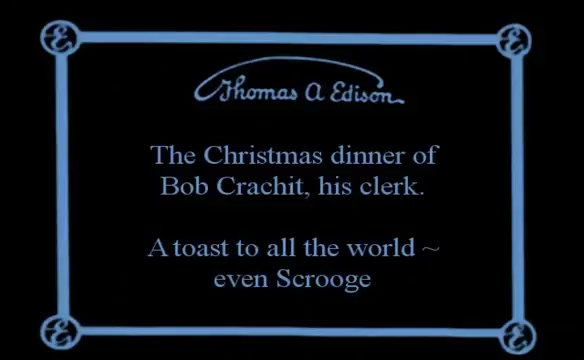 Thomas A Edison
The Christmas dinner of
Bob Crachit, his clerk.
A toast to all the world ~
even Scrooge